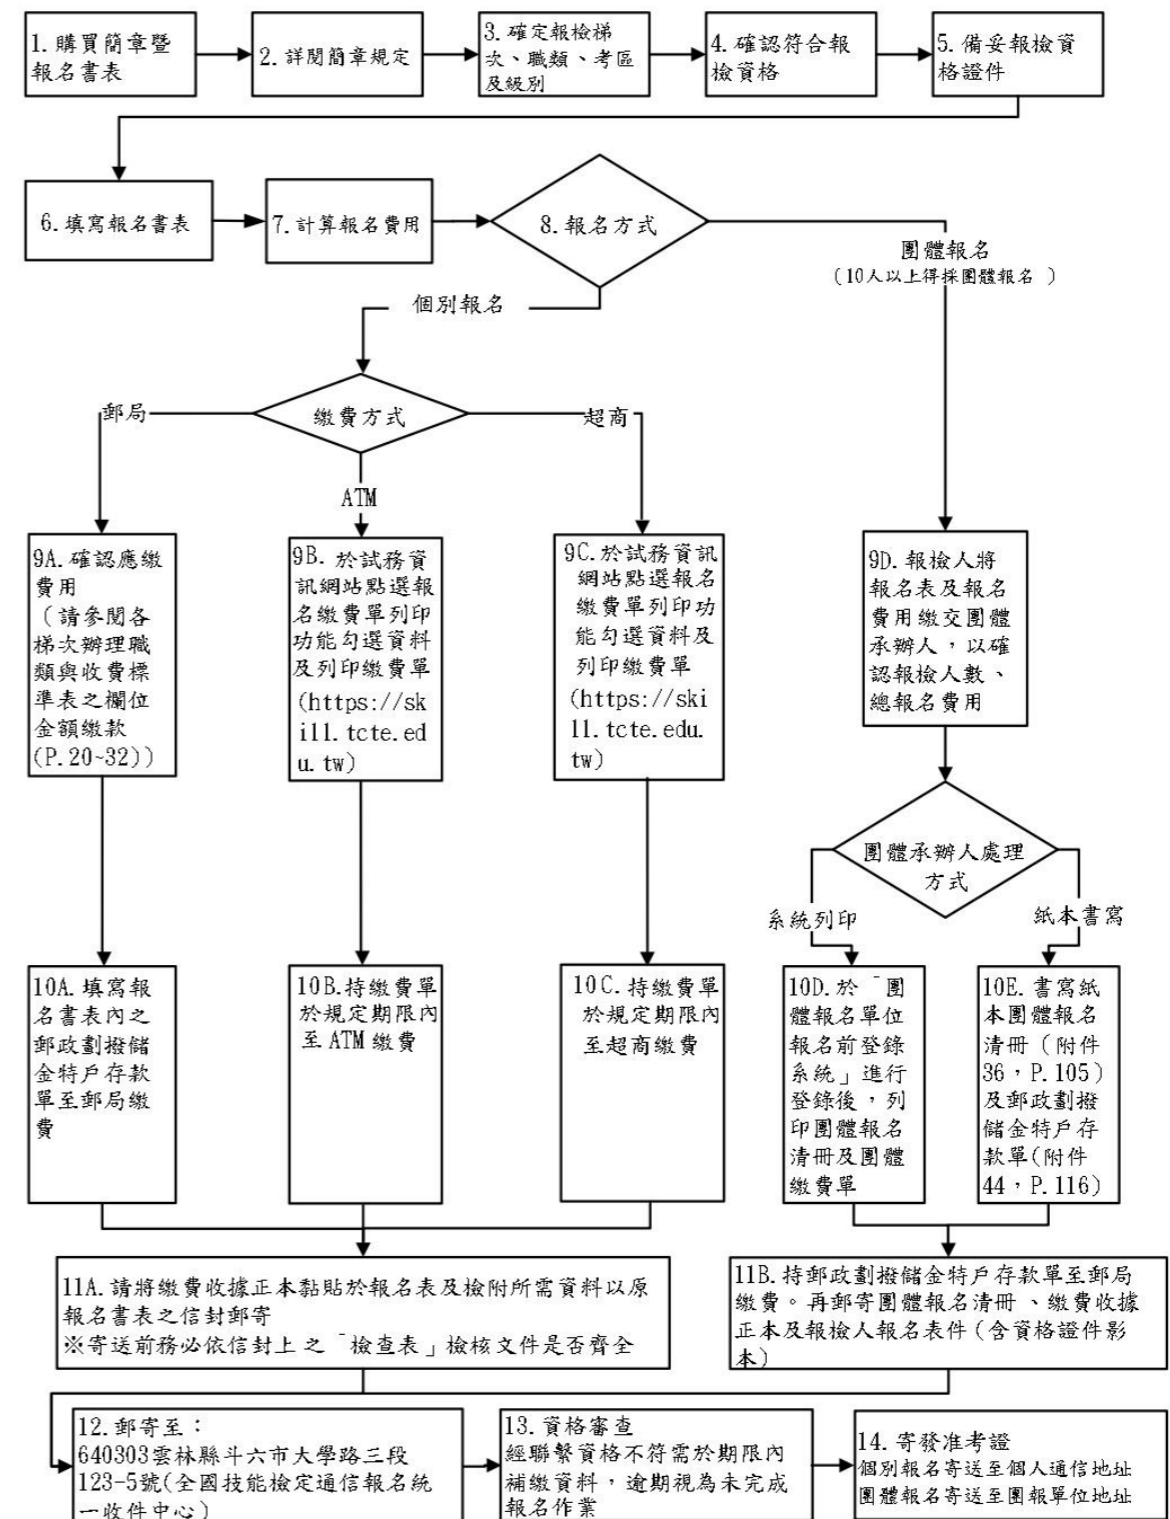 1.購買簡章暨
報名書表
2.詳閱簡章規定
3.確定報檢梯
次、職類、考區
及級別
4.確認符合報
檢資格
5.備妥報檢資
格證件
6.填寫報名書表
7.計算報名費用
8.報名方式
團體報名
(10人以上得採團體報名 )
個別報名
郵局
繳費方式
超商
ATM
9A.確認應繳
費用
(請參閱各
梯次辦理職
類與收費標
準表之欄位
金額繳款
(P.20~32))
9B.於試務資
訊網站點選報
名繳費單列印
功能勾選資料
及列印繳費單
(https://sk
ill.tcte.ed
u.tw)
9C.於試務資訊
網站點選報名
繳費單列印功
能勾選資料及
列印繳費單
(https://ski
ll.tcte.edu.
tw)
9D.報檢人將
報名表及報名
費用繳交團體
承辦人,以確
認報檢人數、
總報名費用
團體承辦人處理
方式
系統列印
紙本書寫
10A.填寫報
名書表內之
郵政劃撥儲
金特戶存款
單至郵局繳
費
10B.持繳費單
於規定期限內
至ATM繳費
10C.持繳費單
於規定期限內
至超商繳費
10D.於「團
體報名單位
報名前登錄
系統」進行
登錄後,列
印團體報名
清冊及團體
繳費單
10E.書寫紙
本團體報名
清冊(附件
36,P.105)
及郵政劃撥
儲金特戶存
款單(附件
44,P.116)
11A.請將繳費收據正本黏貼於報名表及檢附所需資料以原
報名書表之信封郵寄
※寄送前務必依信封上之「檢查表」檢核文件是否齊全
11B.持郵政劃撥儲金特戶存款單至郵局
繳費。再郵寄團體報名清冊、繳費收據
正本及報檢人報名表件(含資格證件影
本)
12.郵寄至:
640303雲林縣斗六市大學路三段
123-5號(全國技能檢定通信報名統
一收件中心)
13.資格審查
經聯繫資格不符需於期限內
補繳資料,逾期視為未完成
報名作業
14.寄發准考證
個別報名寄送至個人通信地址
團體報名寄送至團報單位地址